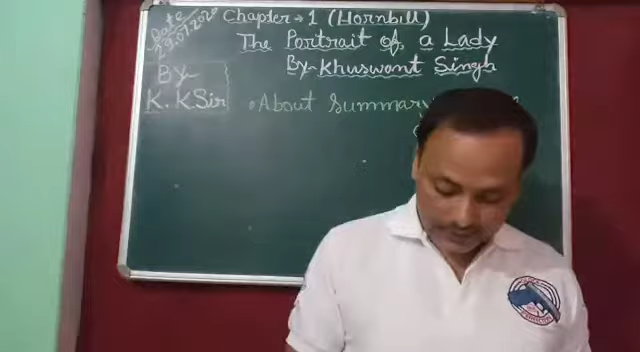 Date
29.07.2020
Chapter → 1 (Hornbill)
The Portrait of a Lady
By- Khuswant Singh
By-
K. K Sir
• About Summary